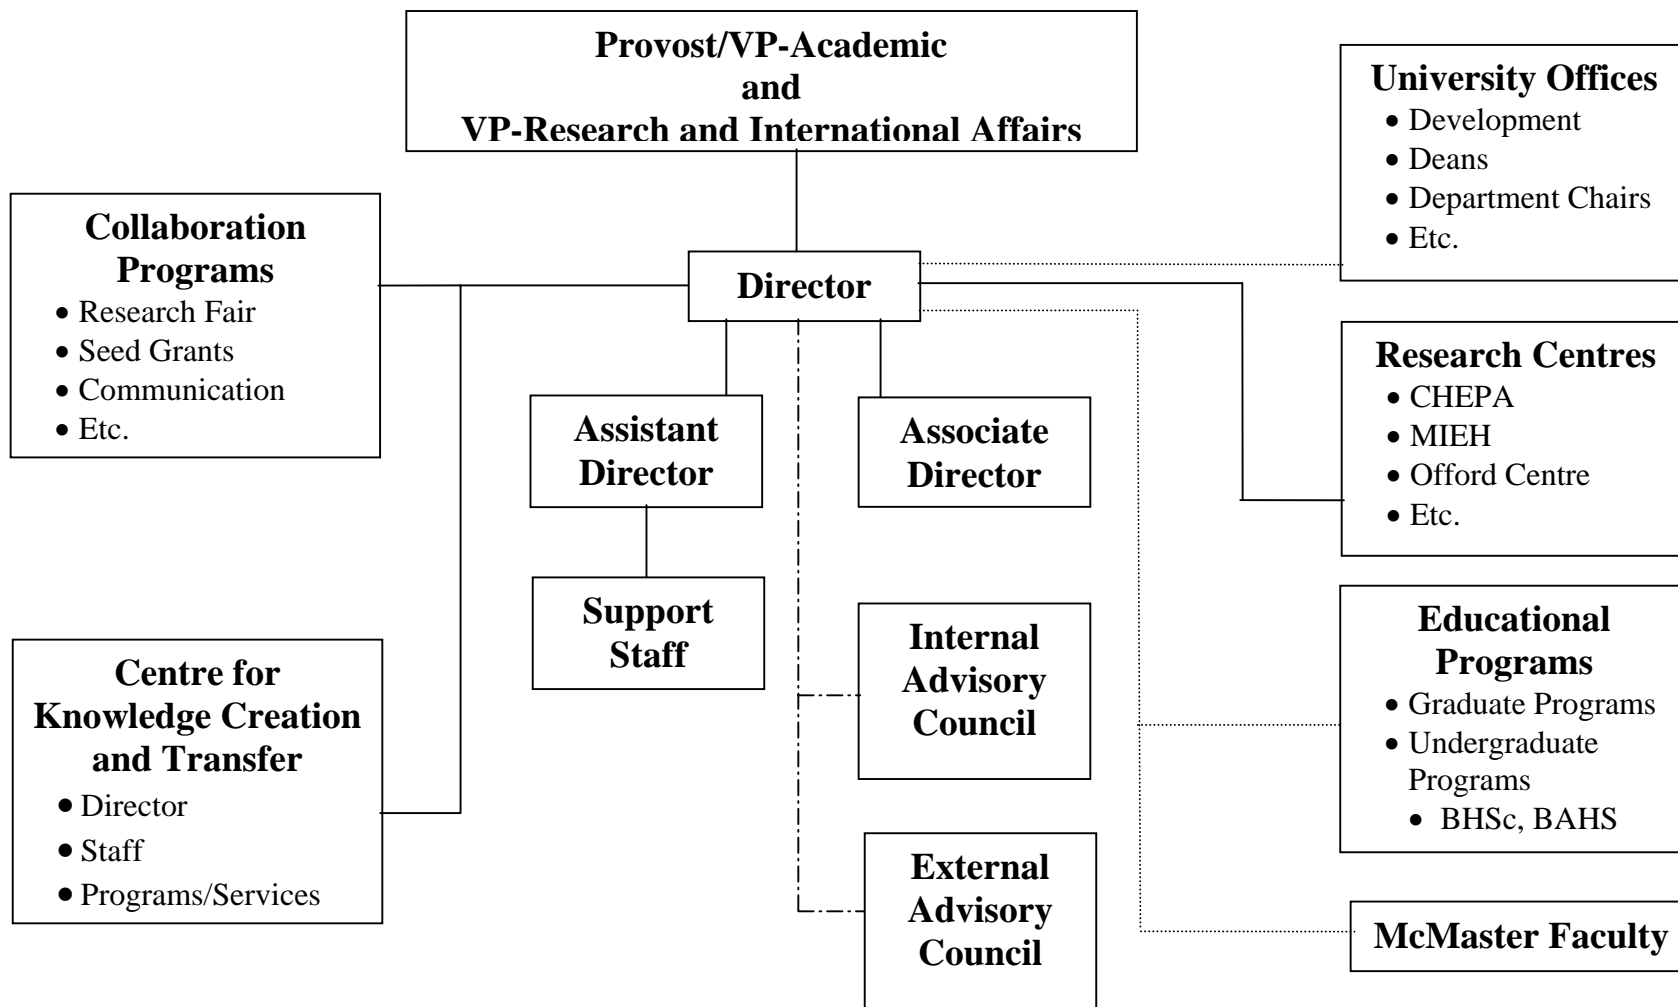 Provost/VP-Academic
and
VP-Research and International Affairs
University Offices
• Development
• Deans
• Department Chairs
• Etc.
Collaboration
Programs
• Research Fair
• Seed Grants
• Communication
• Etc.
Director
Research Centres
• CHEPA
• MIEH
• Offord Centre
• Etc.
Assistant
Director
Associate
Director
Support
Staff
Internal
Advisory
Council
Educational
Programs
• Graduate Programs
• Undergraduate
Programs
• BHSc, BAHS
Centre for
Knowledge Creation
and Transfer
• Director
• Staff
• Programs/Services
External
Advisory
Council
McMaster Faculty